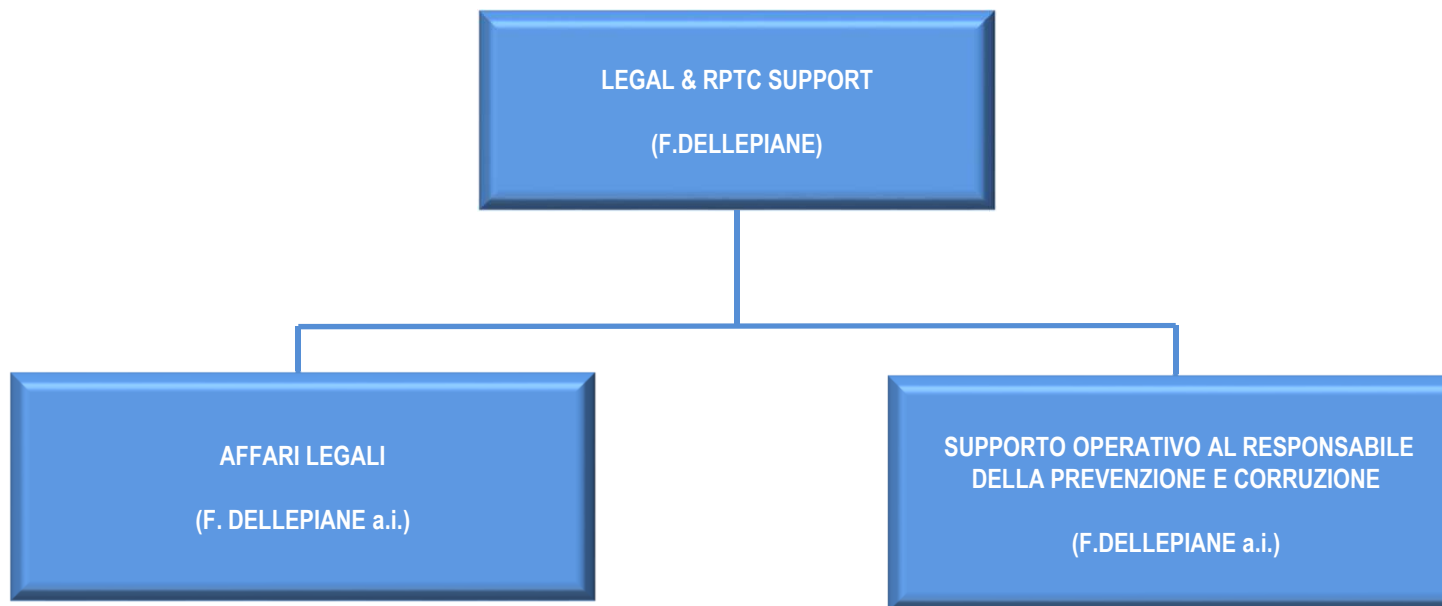 LEGAL & RPTC SUPPORT
(F.DELLEPIANE)
AFFARI LEGALI
(F. DELLEPIANE a.i.)
SUPPORTO OPERATIVO AL RESPONSABILE
DELLA PREVENZIONE E CORRUZIONE
(F.DELLEPIANE a.i.)